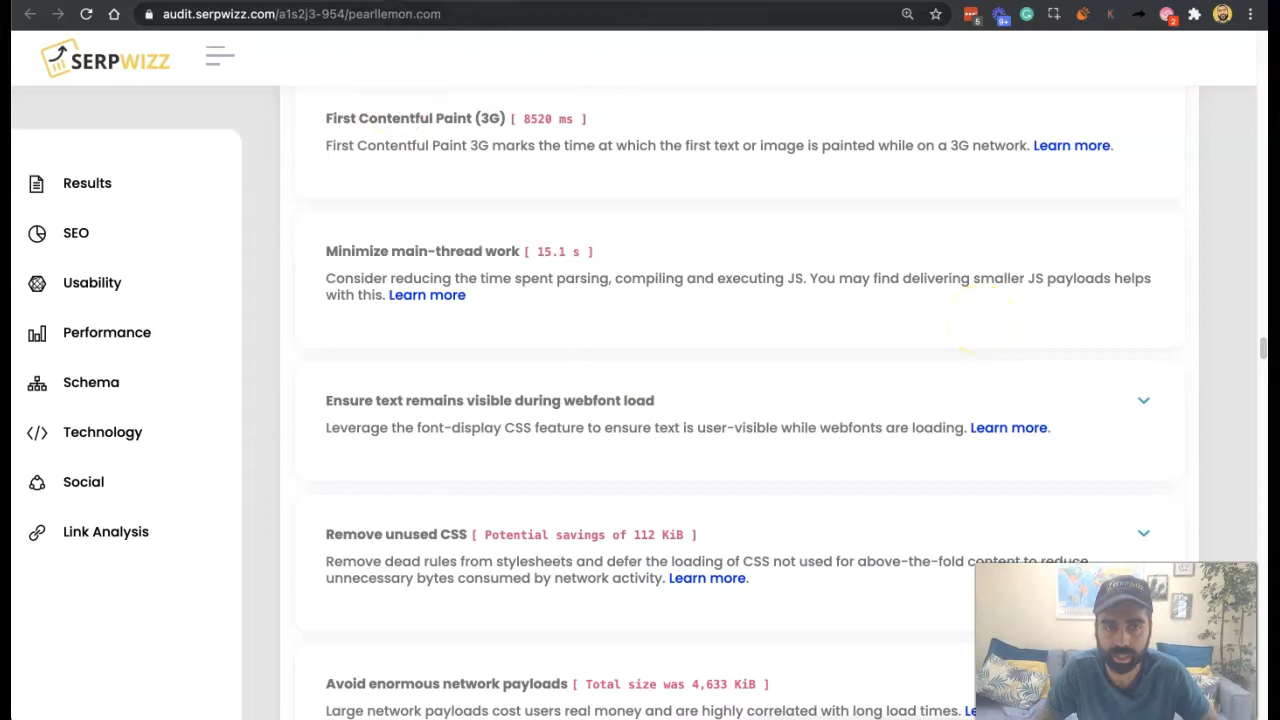 audit.serpwizz.com/a1s2j3-954/pearllemon.com
5
9+
K
2
SERPWIZZ
First Contentful Paint (3G) [ 8520 ms ]
First Contentful Paint 3G marks the time at which the first text or image is painted while on a 3G network. Learn more.
Results
SEO
Usability
Performance
Schema
Technology
Social
Link Analysis
Minimize main-thread work [ 15.1 s ]
Consider reducing the time spent parsing, compiling and executing JS. You may find delivering smaller JS payloads helps
with this. Learn more
Ensure text remains visible during webfont load
Leverage the font-display CSS feature to ensure text is user-visible while webfonts are loading. Learn more.
Remove unused CSS [ Potential savings of 112 KiB ]
Remove dead rules from stylesheets and defer the loading of CSS not used for above-the-fold content to reduce
unnecessary bytes consumed by network activity. Learn more.
Avoid enormous network payloads [ Total size was 4,633 KiB ]
Large network payloads cost users real money and are highly correlated with long load times.